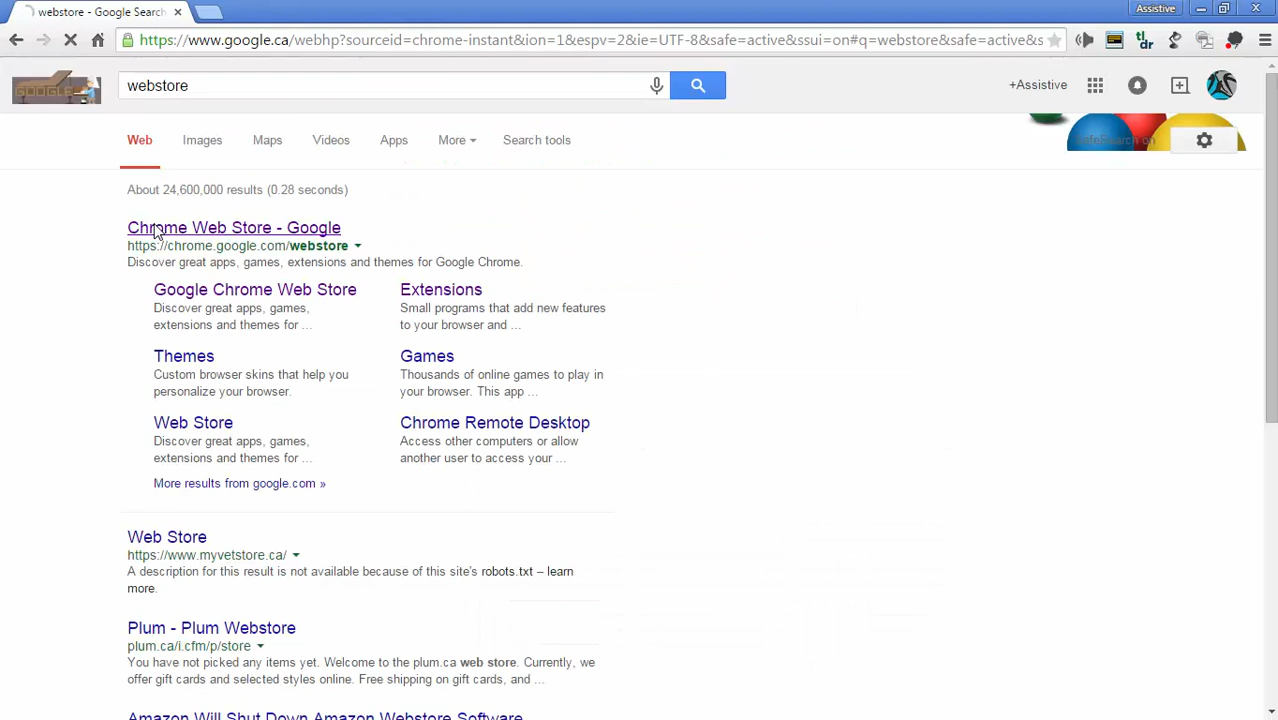 webstore - Google Search
Assistive
https://www.google.ca/webhp?sourceid=chrome-instant&ion=1&espv=2&ie=UTF-8&safe=active&ssui=on#q=webstore&safe=active&s
tl;dr
GOOGLE
webstore
+Assistive
Web
Images
Maps
Videos
Apps
More
Search tools
SafeSearch on
About 24,600,000 results (0.28 seconds)
Chrome Web Store - Google
https://chrome.google.com/webstore
Discover great apps, games, extensions and themes for Google Chrome.
Google Chrome Web Store
Discover great apps, games,
extensions and themes for ...
Extensions
Small programs that add new features
to your browser and ...
Themes
Custom browser skins that help you
personalize your browser.
Games
Thousands of online games to play in
your browser. This app ...
Web Store
Discover great apps, games,
extensions and themes for ...
Chrome Remote Desktop
Access other computers or allow
another user to access your ...
More results from google.com »
Web Store
https://www.myvetstore.ca/
A description for this result is not available because of this site's robots.txt – learn
more.
Plum - Plum Webstore
plum.ca/i.cfm/p/store
You have not picked any items yet. Welcome to the plum.ca web store. Currently, we
offer gift cards and selected styles online. Free shipping on gift cards, and ...
Amazon Will Shut Down Amazon Webstore Software